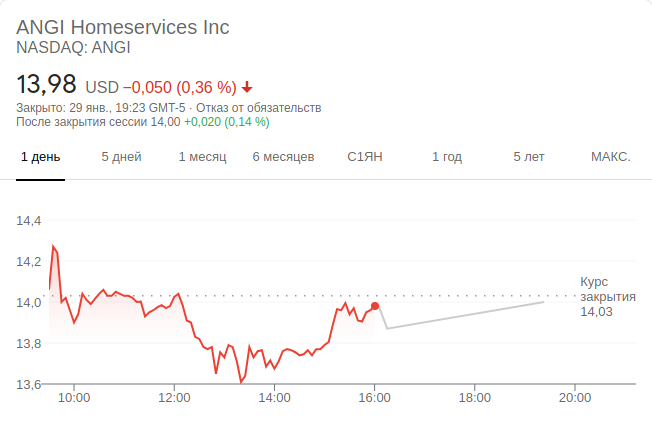 ANGI Homeservices Inc
NASDAQ: ANGI
13,98 USD −0,050 (0,36 %)
Закрыто: 29 янв., 19:23 GMT-5 · Отказ от обязательств
После закрытия сессии 14,00 +0,020 (0,14 %)
1 день 5 дней 1 месяц 6 месяцев С1ЯН 1 год 5 лет МАКС.
14,4
14,2
14,0
13,8
13,6
Курс
закрытия
14,03
10:00 12:00 14:00 16:00 18:00 20:00